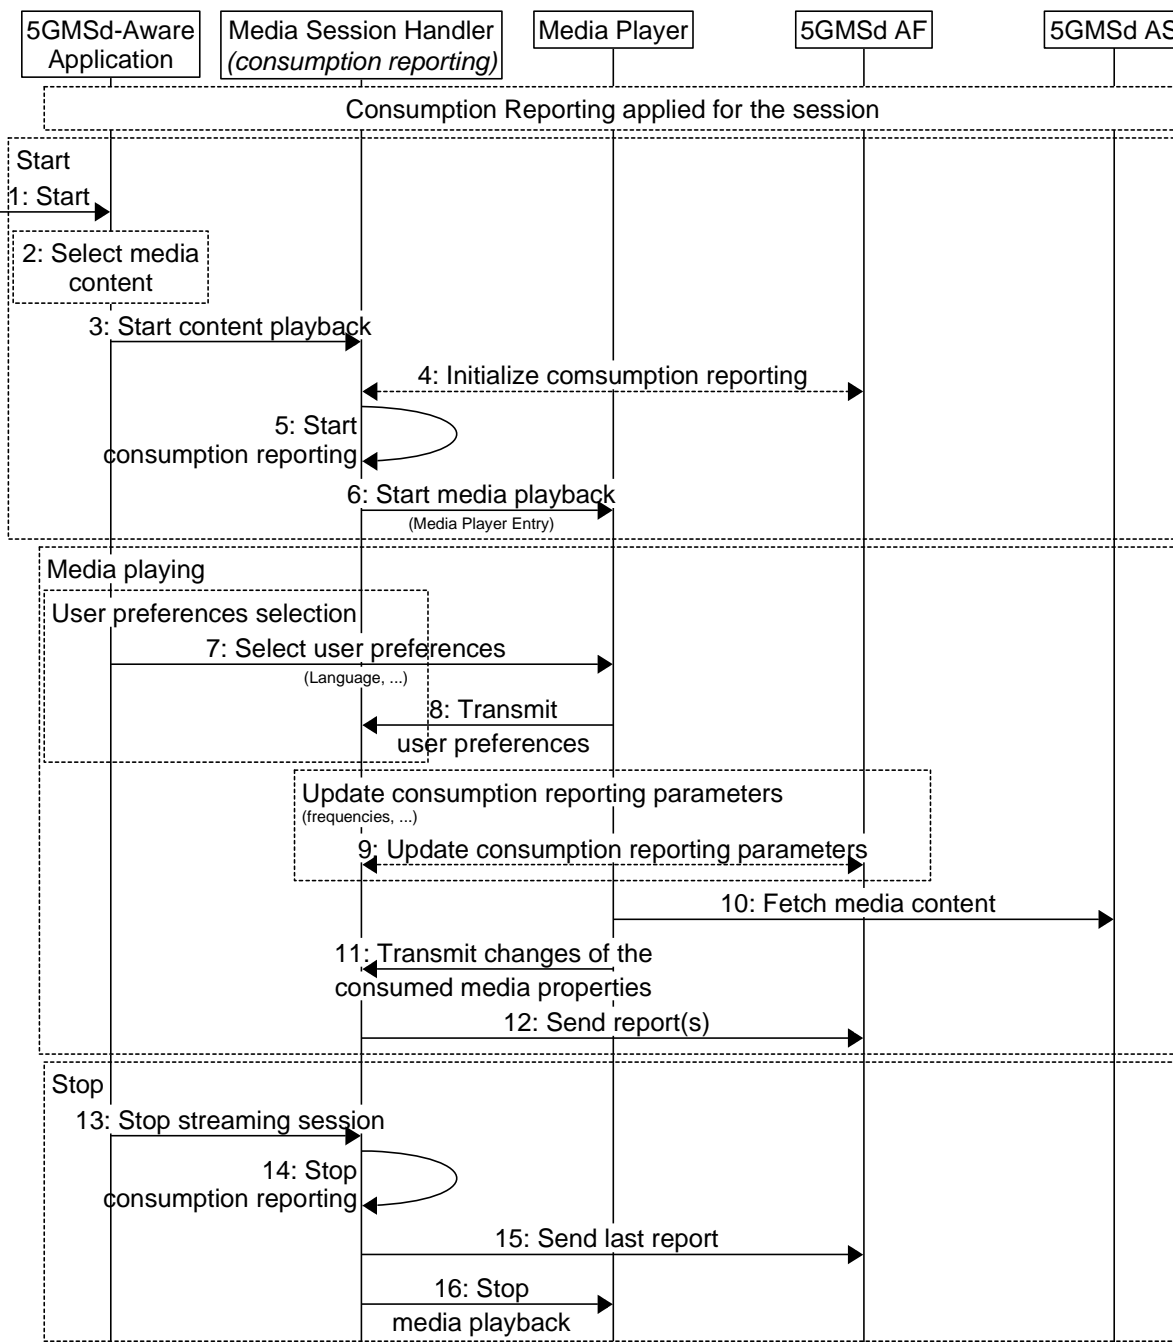 5GMSd-Aware
Application
Media Session Handler
(consumption reporting)
Media Player
5GMSd AF
5GMSd AS
Consumption Reporting applied for the session
Start
1: Start
2: Select media
content
3: Start content playback
4: Initialize comsumption reporting
5: Start
consumption reporting
6: Start media playback
(Media Player Entry)
Media playing
User preferences selection
7: Select user preferences
(Language, ...)
8: Transmit
user preferences
Update consumption reporting parameters
(frequencies, ...)
9: Update consumption reporting parameters
10: Fetch media content
11: Transmit changes of the
consumed media properties
12: Send report(s)
Stop
13: Stop streaming session
14: Stop
consumption reporting
15: Send last report
16: Stop
media playback